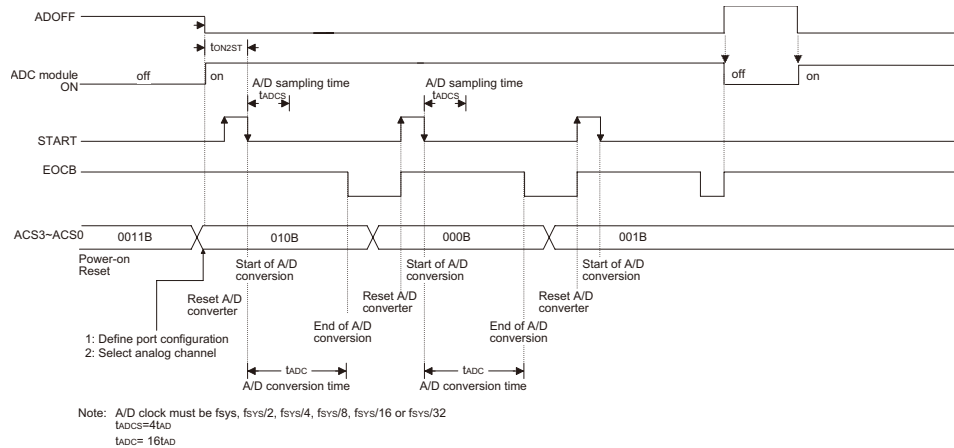 ADOFF
tON2ST
ADC module
ON
off
on
off
on
A/D sampling time
tADCS
A/D sampling time
tADCS
START
EOCB
ACS3~ACS0
0011B
010B
000B
001B
Power-on
Reset
Start of A/D
conversion
Start of A/D
conversion
Start of A/D
conversion
Reset A/D
converter
Reset A/D
converter
Reset A/D
converter
End of A/D
conversion
End of A/D
conversion
1: Define port configuration
2: Select analog channel
tADC
A/D conversion time
tADC
A/D conversion time
Note: A/D clock must be fsys, fSYS/2, fSYS/4, fSYS/8, fSYS/16 or fSYS/32
tADCS=4tAD
tADC= 16tAD